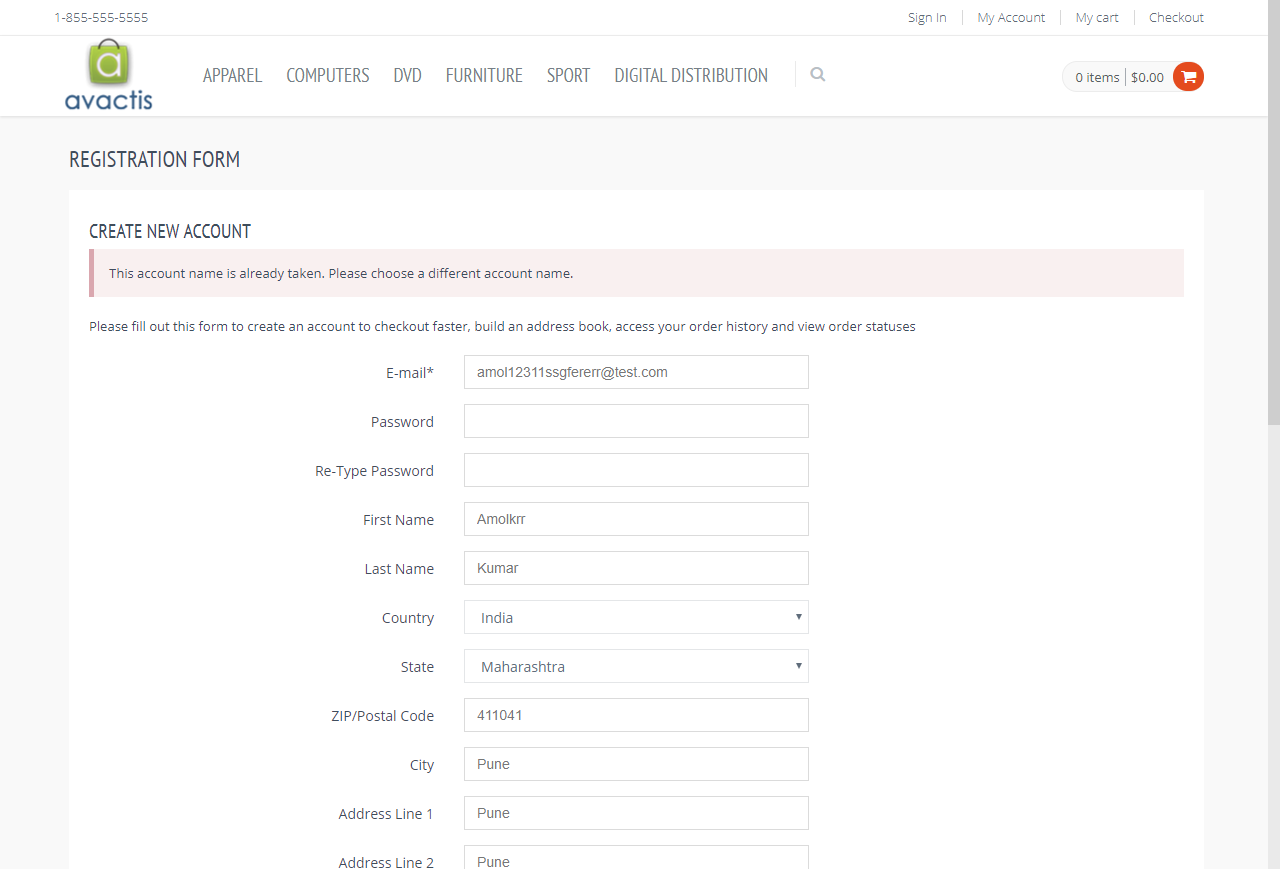 1-855-555-5555 Sign In My Account My cart Checkout
avactis
APPAREL COMPUTERS DVD FURNITURE SPORT DIGITAL DISTRIBUTION 0 items $0.00
REGISTRATION FORM
CREATE NEW ACCOUNT
This account name is already taken. Please choose a different account name.
Please fill out this form to create an account to checkout faster, build an address book, access your order history and view order statuses
E-mail* amol12311ssgfererr@test.com
Password
Re-Type Password
First Name Amolkrr
Last Name Kumar
Country India
State Maharashtra
ZIP/Postal Code 411041
City Pune
Address Line 1 Pune
Address Line 2 Pune